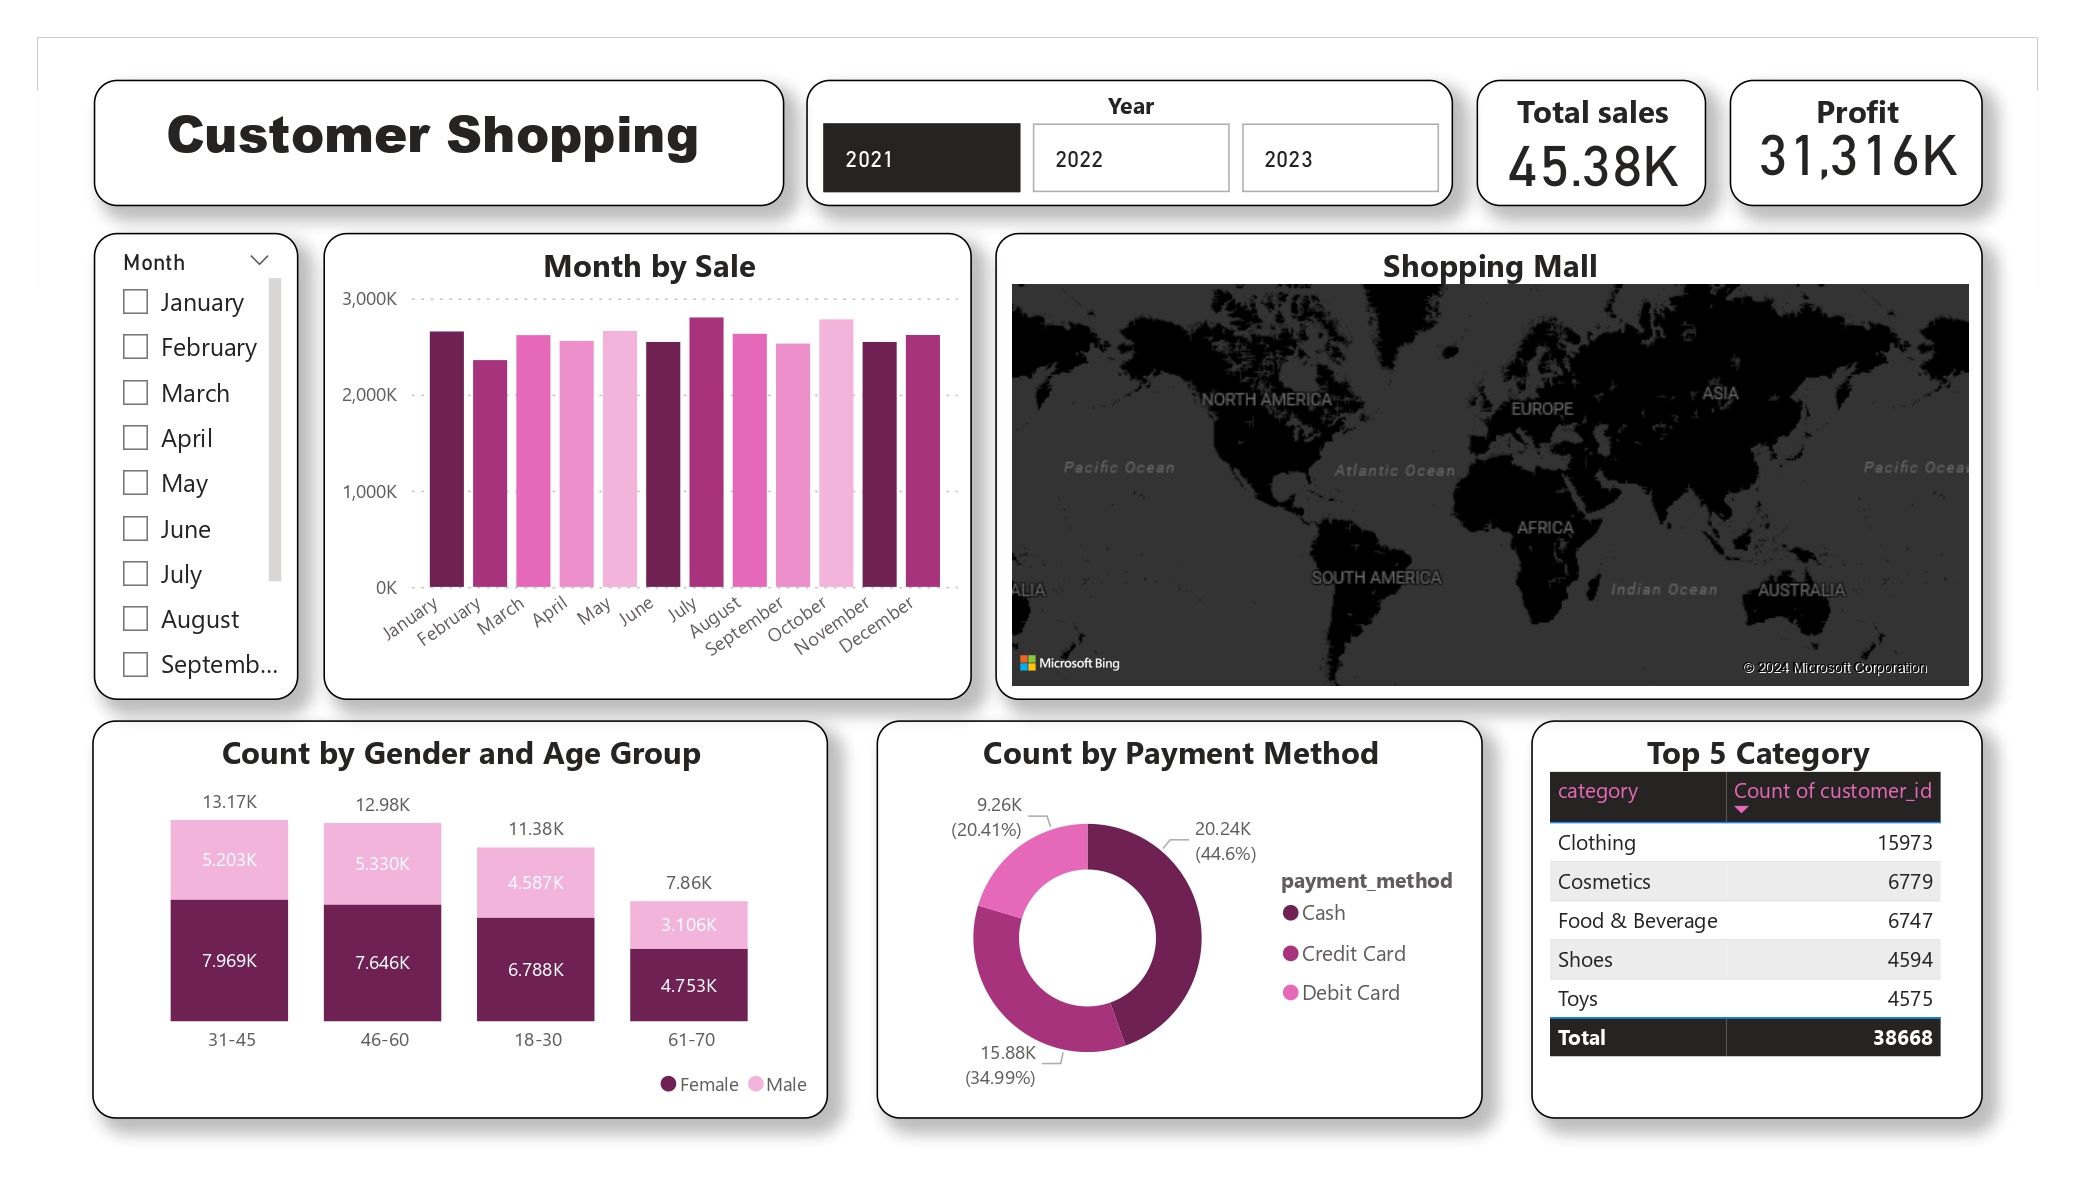 Customer Shopping
Year
2021
2022
2023
Total sales
45.38K
Profit
31,316K
Month
January
February
March
April
May
June
July
August
Septemb...
Month by Sale
3,000K
2,000K
1,000K
0K
January
February
March
April
May
June
July
August
September
October
November
December
Shopping Mall
NORTH AMERICA
EUROPE
ASIA
Pacific Ocean
Atlantic Ocean
Pacific Ocea
AFRICA
SOUTH AMERICA
Indian Ocean
AUSTRALIA
ALIA
Microsoft Bing
© 2024 Microsoft Corporation
Count by Gender and Age Group
13.17K
12.98K
11.38K
7.86K
5.203K
5.330K
4.587K
3.106K
7.969K
7.646K
6.788K
4.753K
31-45
46-60
18-30
61-70
Female
Male
Count by Payment Method
9.26K
(20.41%)
20.24K
(44.6%)
15.88K
(34.99%)
payment_method
Cash
Credit Card
Debit Card
Top 5 Category
category Count of customer_id
Clothing 15973
Cosmetics 6779
Food & Beverage 6747
Shoes 4594
Toys 4575
Total 38668